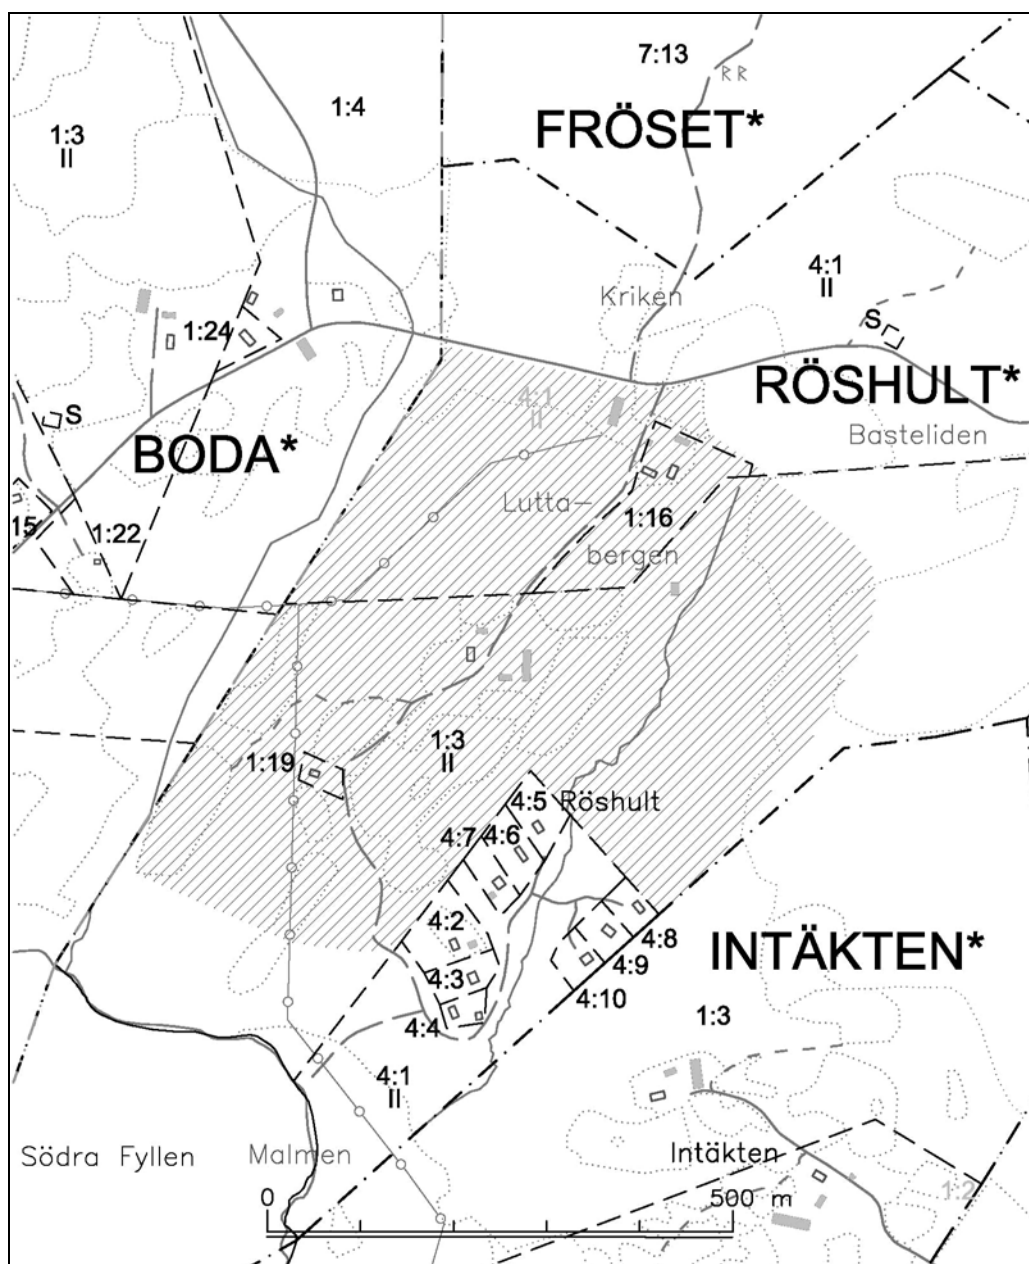 7:13
R R
1:4
FRÖSET*
1:3
II
4:1
II
Kriken
S
1:24
RÖSHULT*
4:1
II
S
Basteliden
BODA*
Lutta-
1:16
15
1:22
bergen
1:3
II
1:19
4:5
Röshult
4:6
4:7
4:2
4:8
INTÄKTEN*
4:9
4:3
4:10
1:3
4:4
4:1
II
Södra Fyllen
Malmen
Intäkten
1:2
0
500 m